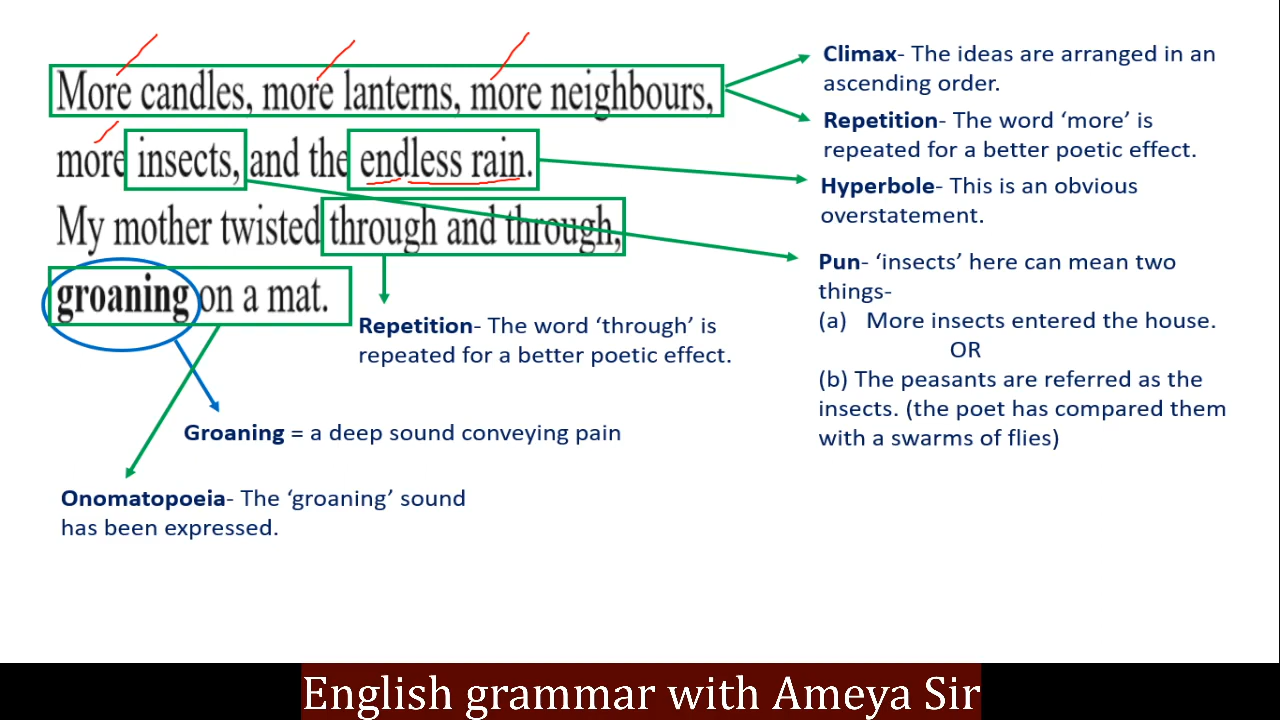 More candles, more lanterns, more neighbours,
more insects, and the endless rain.
My mother twisted through and through,
groaning on a mat.
Climax- The ideas are arranged in an
ascending order.
Repetition- The word ‘more’ is
repeated for a better poetic effect.
Hyperbole- This is an obvious
overstatement.
Pun- ‘insects’ here can mean two
things-
(a) More insects entered the house.
OR
(b) The peasants are referred as the
insects. (the poet has compared them
with a swarms of flies)
Repetition- The word ‘through’ is
repeated for a better poetic effect.
Groaning = a deep sound conveying pain
Onomatopoeia- The ‘groaning’ sound
has been expressed.
English grammar with Ameya Sir